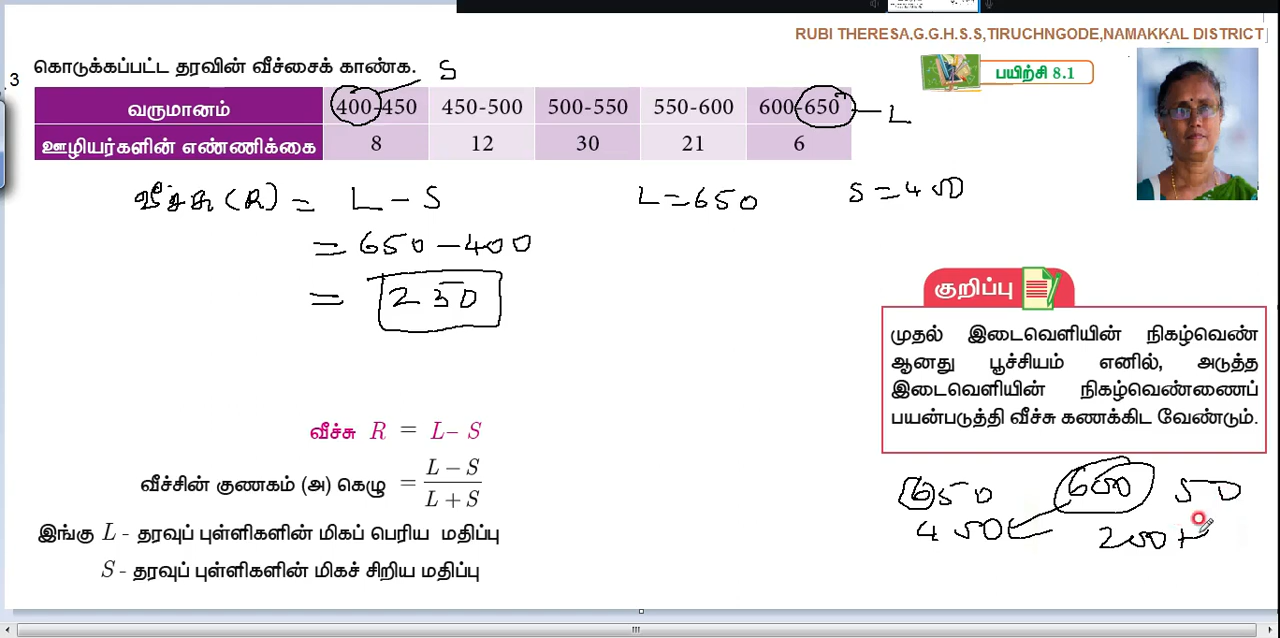 RUBI THERESA,G.G.H.S.S,TIRUCHNGODE,NAMAKKAL DISTRICT
3 கொடுக்கப்பட்ட தரவின் வீச்சைக் காண்க. S
பயிற்சி 8.1
வருமானம் 400-450 450-500 500-550 550-600 600-650 L
ஊழியர்களின் எண்ணிக்கை 8 12 30 21 6
வீச்சு (R) = L - S L = 650 S = 400
= 650 - 400
= 250
குறிப்பு
முதல் இடைவெளியின் நிகழ்வெண்
ஆனது பூச்சியம் எனில், அடுத்த
இடைவெளியின் நிகழ்வெண்ணைப்
பயன்படுத்தி வீச்சு கணக்கிட வேண்டும்.
வீச்சு R = L- S
வீச்சின் குணகம் (அ) கெழு = L - S / L + S
இங்கு L - தரவுப் புள்ளிகளின் மிகப் பெரிய மதிப்பு
S - தரவுப் புள்ளிகளின் மிகச் சிறிய மதிப்பு
650 50
450